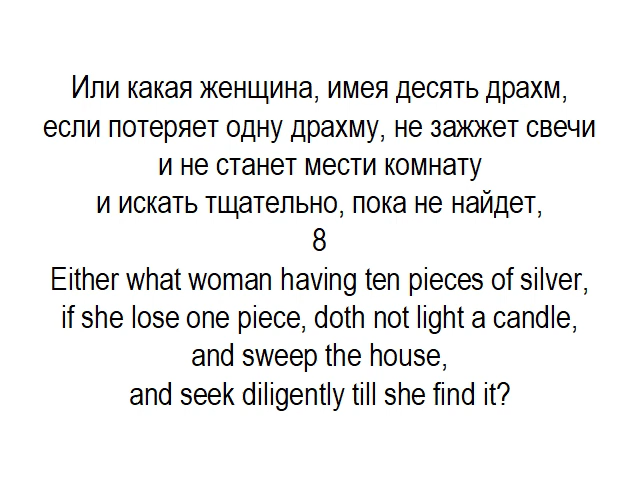 Или какая женщина, имея десять драхм,
если потеряет одну драхму, не зажжет свечи
и не станет мести комнату
и искать тщательно, пока не найдет,
8
Either what woman having ten pieces of silver,
if she lose one piece, doth not light a candle,
and sweep the house,
and seek diligently till she find it?